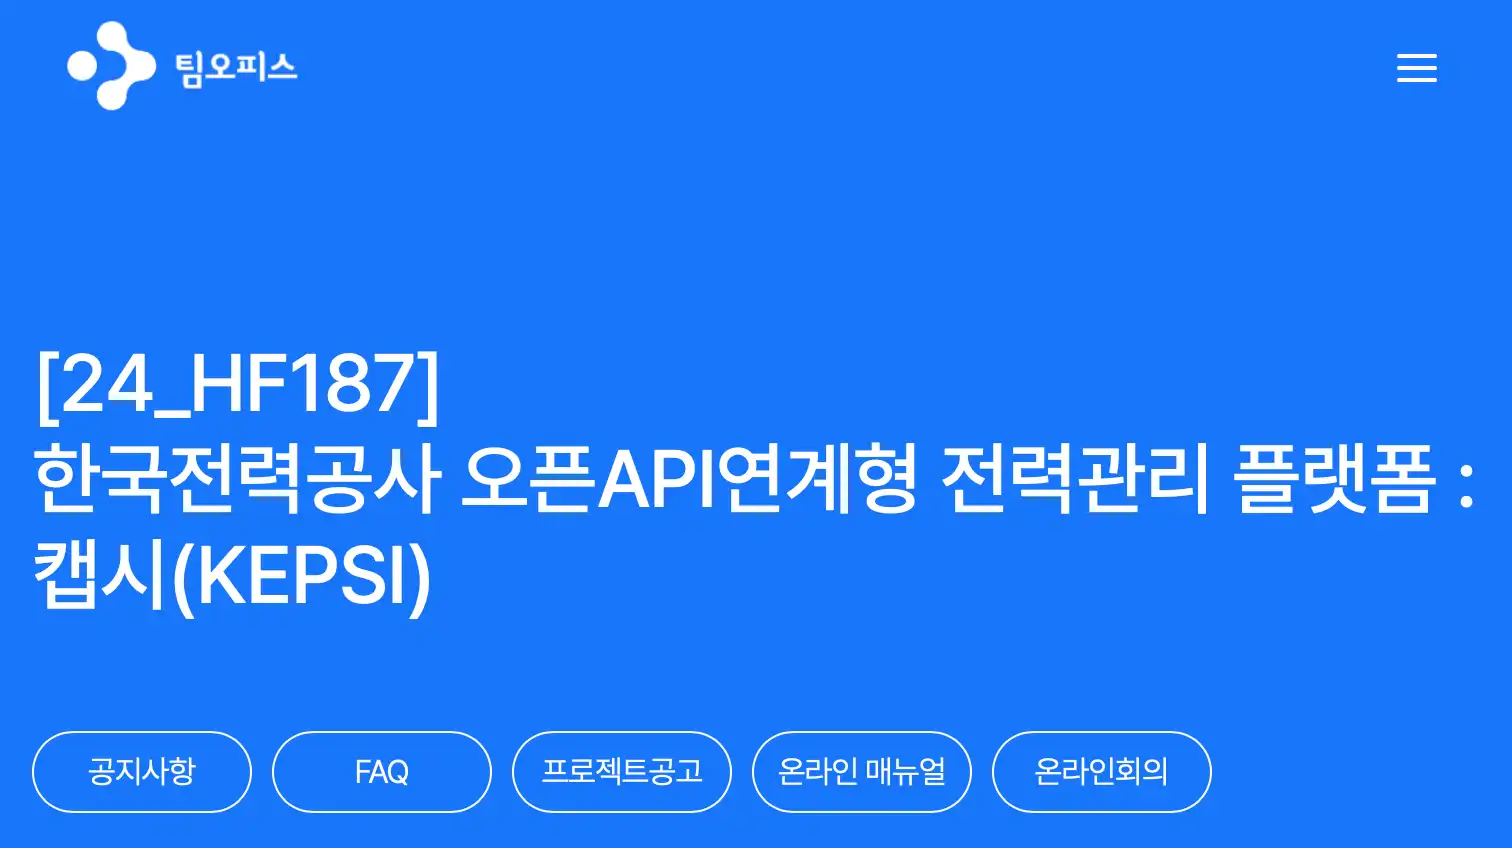 팀오피스
[24_HF187]
한국전력공사 오픈API연계형 전력관리 플랫폼 :
캡시(KEPSI)
공지사항
FAQ
프로젝트공고
온라인 매뉴얼
온라인회의